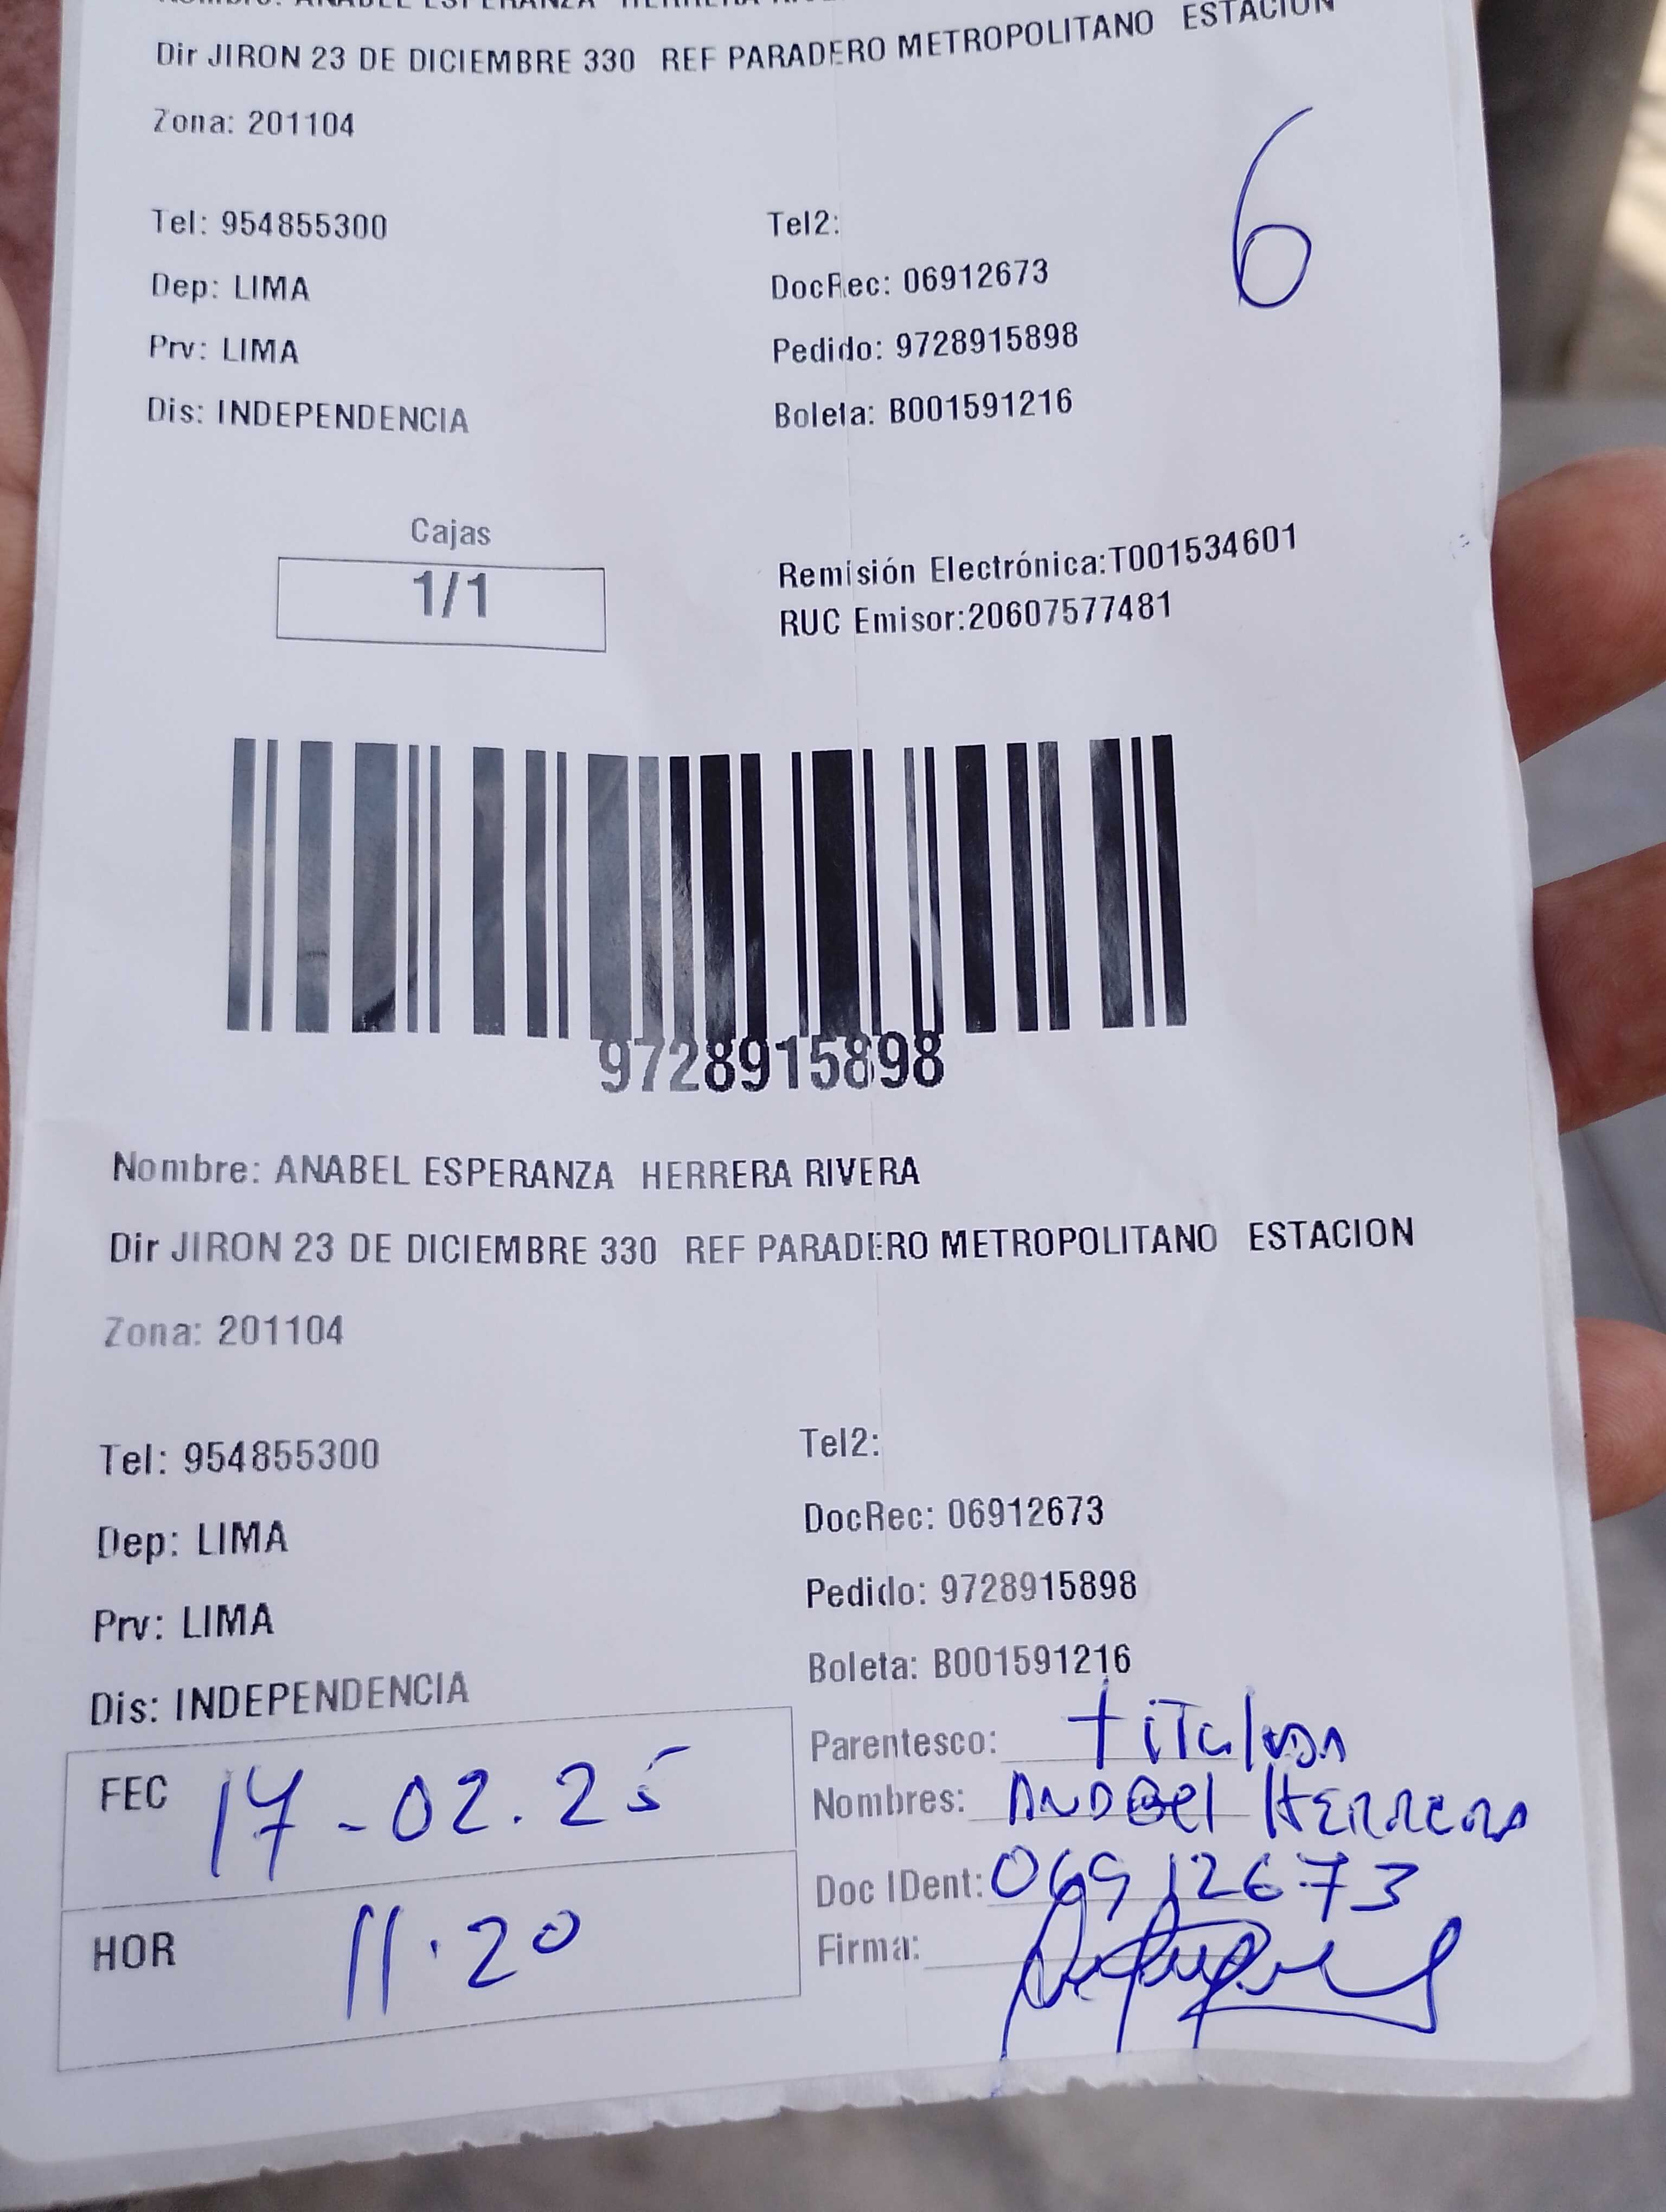 Nombre: ANABEL ESPERANZA HERRERA
Dir JIRON 23 DE DICIEMBRE 330 REF PARADERO METROPOLITANO ESTACION
Zona: 201104
6
Tel: 954855300 Tel2:
Dep: LIMA DocRec: 06912673
Prv: LIMA Pedido: 9728915898
Dis: INDEPENDENCIA Boleta: B001591216
Cajas
1/1
Remisión Electrónica:T001534601
RUC Emisor:20607577481
9728915898
Nombre: ANABEL ESPERANZA HERRERA RIVERA
Dir JIRON 23 DE DICIEMBRE 330 REF PARADERO METROPOLITANO ESTACION
Zona: 201104
Tel: 954855300 Tel2:
Dep: LIMA DocRec: 06912673
Prv: LIMA Pedido: 9728915898
Dis: INDEPENDENCIA Boleta: B001591216
FEC 17-02.25
HOR 11.20
Parentesco: titular
Nombres: ANABEl HERRERA
Doc IDent: 06912673
Firma: